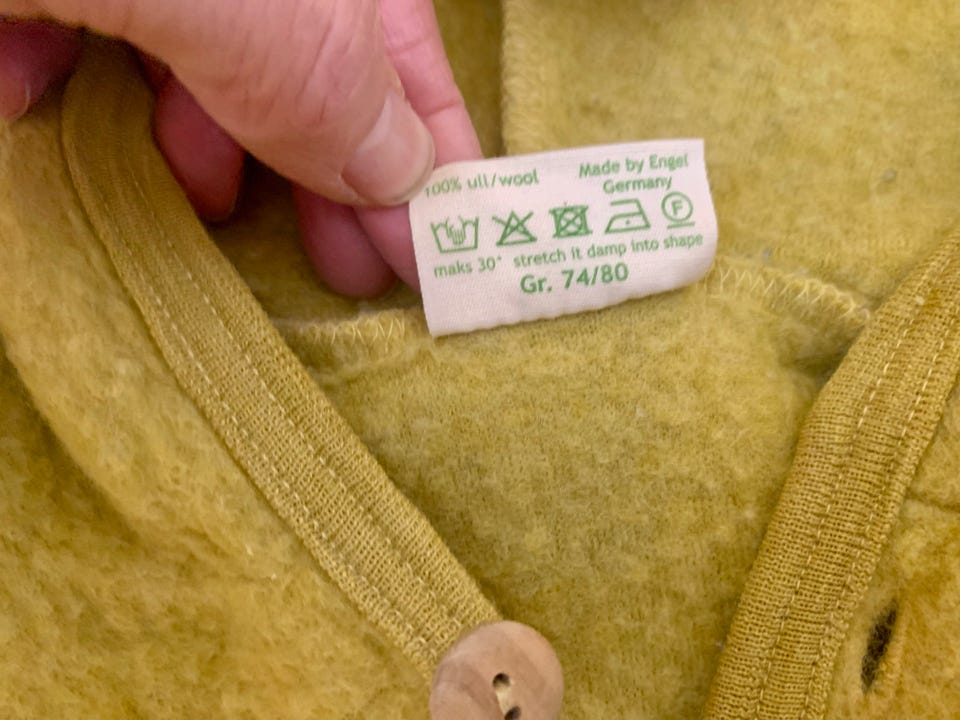 100% ull/wool
Made by Engel
Germany
F
maks 30° stretch it damp into shape
Gr. 74/80